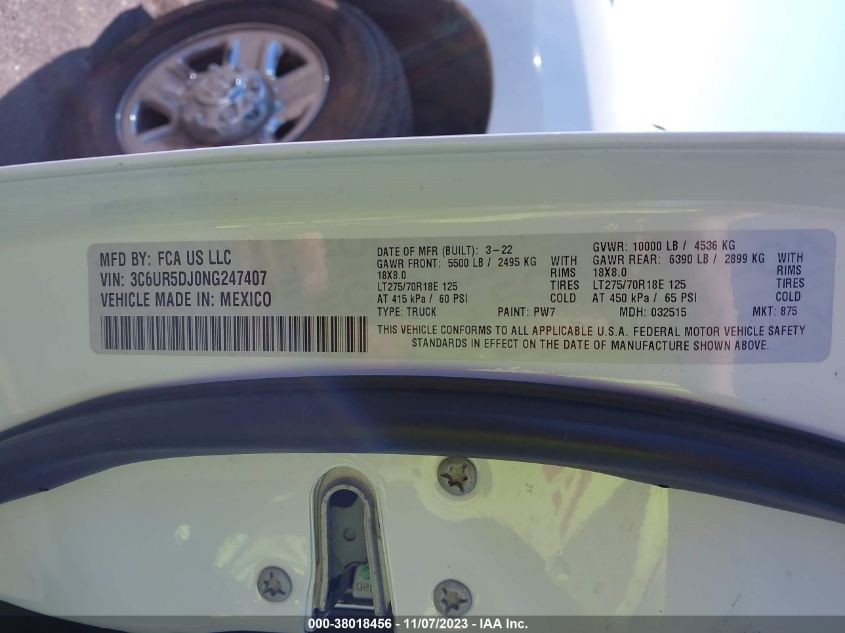 MFD BY: FCA US LLC
VIN: 3C6UR5DJ0NG247407
VEHICLE MADE IN: MEXICO
DATE OF MFR (BUILT): 3-22
GAWR FRONT: 5500 LB / 2495 KG WITH
18X8.0 RIMS
LT275/70R18E 125 TIRES
AT 415 kPa / 60 PSI COLD
GVWR: 10000 LB / 4536 KG
GAWR REAR: 6390 LB / 2899 KG WITH
18X8.0 RIMS
LT275/70R18E 125 TIRES
AT 450 kPa / 65 PSI COLD
TYPE: TRUCK PAINT: PW7 MDH: 032515 MKT: 875
THIS VEHICLE CONFORMS TO ALL APPLICABLE U.S.A. FEDERAL MOTOR VEHICLE SAFETY
STANDARDS IN EFFECT ON THE DATE OF MANUFACTURE SHOWN ABOVE.
000-38018456 - 11/07/2023 - IAA Inc.